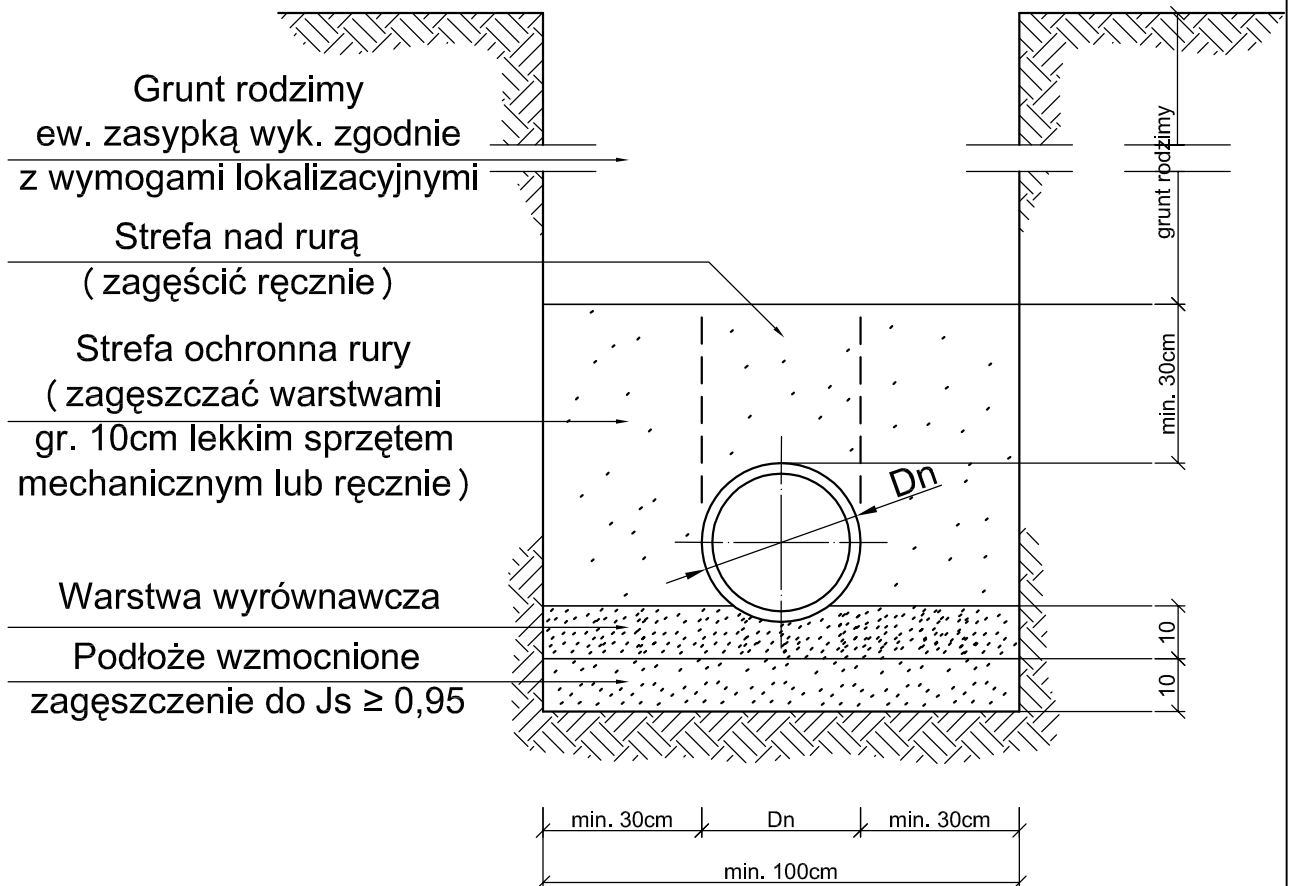 Grunt rodzimy
ew. zasypką wyk. zgodnie
z wymogami lokalizacyjnymi
Strefa nad rurą
( zagęścić ręcznie )
Strefa ochronna rury
( zagęszczać warstwami
gr. 10cm lekkim sprzętem
mechanicznym lub ręcznie )
Warstwa wyrównawcza
Podłoże wzmocnione
zagęszczenie do Js ≥ 0,95
Dn
grunt rodzimy
min. 30cm
10
10
min. 30cm
Dn
min. 30cm
min. 100cm